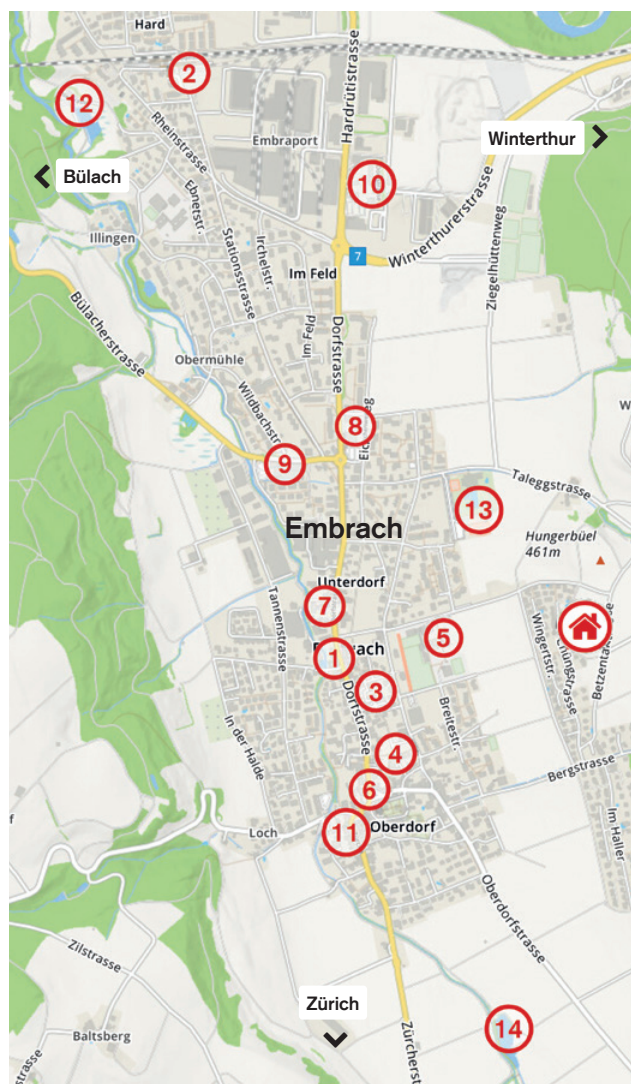 Hard
2
12
Rheinstrasse
Hardrütistrasse
Embraport
Winterthur
Bülach
10
Ebnetstr.
Winterthurerstrasse
Ziegelhüttenweg
Illingen
Stationsstrasse
Irchelstr.
7
Im Feld
Bülacherstrasse
Im Feld
Dorfstrasse
Obermühle
Wildbachstr
8
9
Taleggstrasse
13
Embrach
Hungerbüel
461m
Unterdorf
Tannenstrasse
7
5
1
Wingertstr.
3
Dorfstrasse
In der Halde
Breitestr.
4
Bergstrasse
6
11
Oberdorf
Loch
Im Haller
Oberdorfstrasse
Zilstrasse
Zürich
14
Baltsberg
Zürcherst
strasse